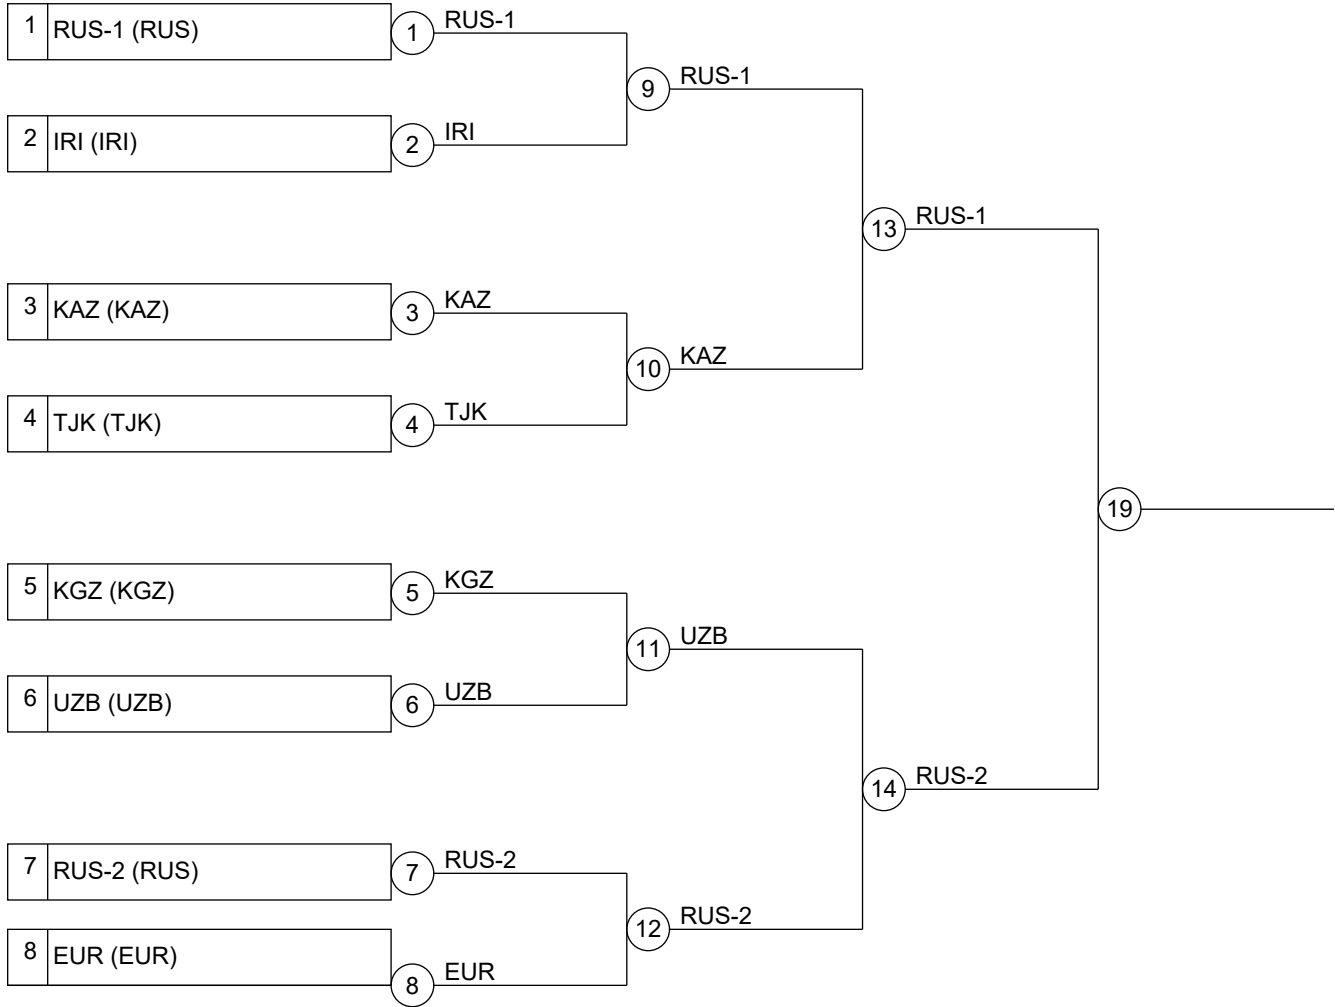 1 RUS-1 (RUS) 1 RUS-1
9 RUS-1
2 IRI (IRI) 2 IRI
13 RUS-1
3 KAZ (KAZ) 3 KAZ
10 KAZ
4 TJK (TJK) 4 TJK
19
5 KGZ (KGZ) 5 KGZ
11 UZB
6 UZB (UZB) 6 UZB
14 RUS-2
7 RUS-2 (RUS) 7 RUS-2
12 RUS-2
8 EUR (EUR) 8 EUR